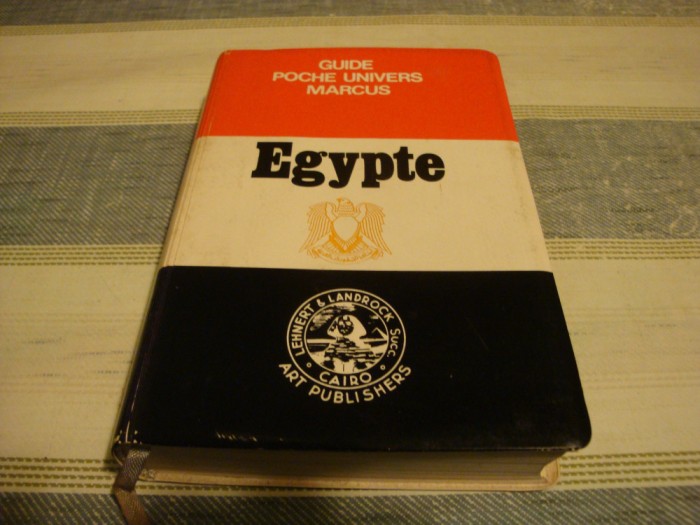 GUIDE
POCHE UNIVERS
MARCUS
Egypte
LEHNERT & LANDROCK SUCC.
CAIRO
ART PUBLISHERS